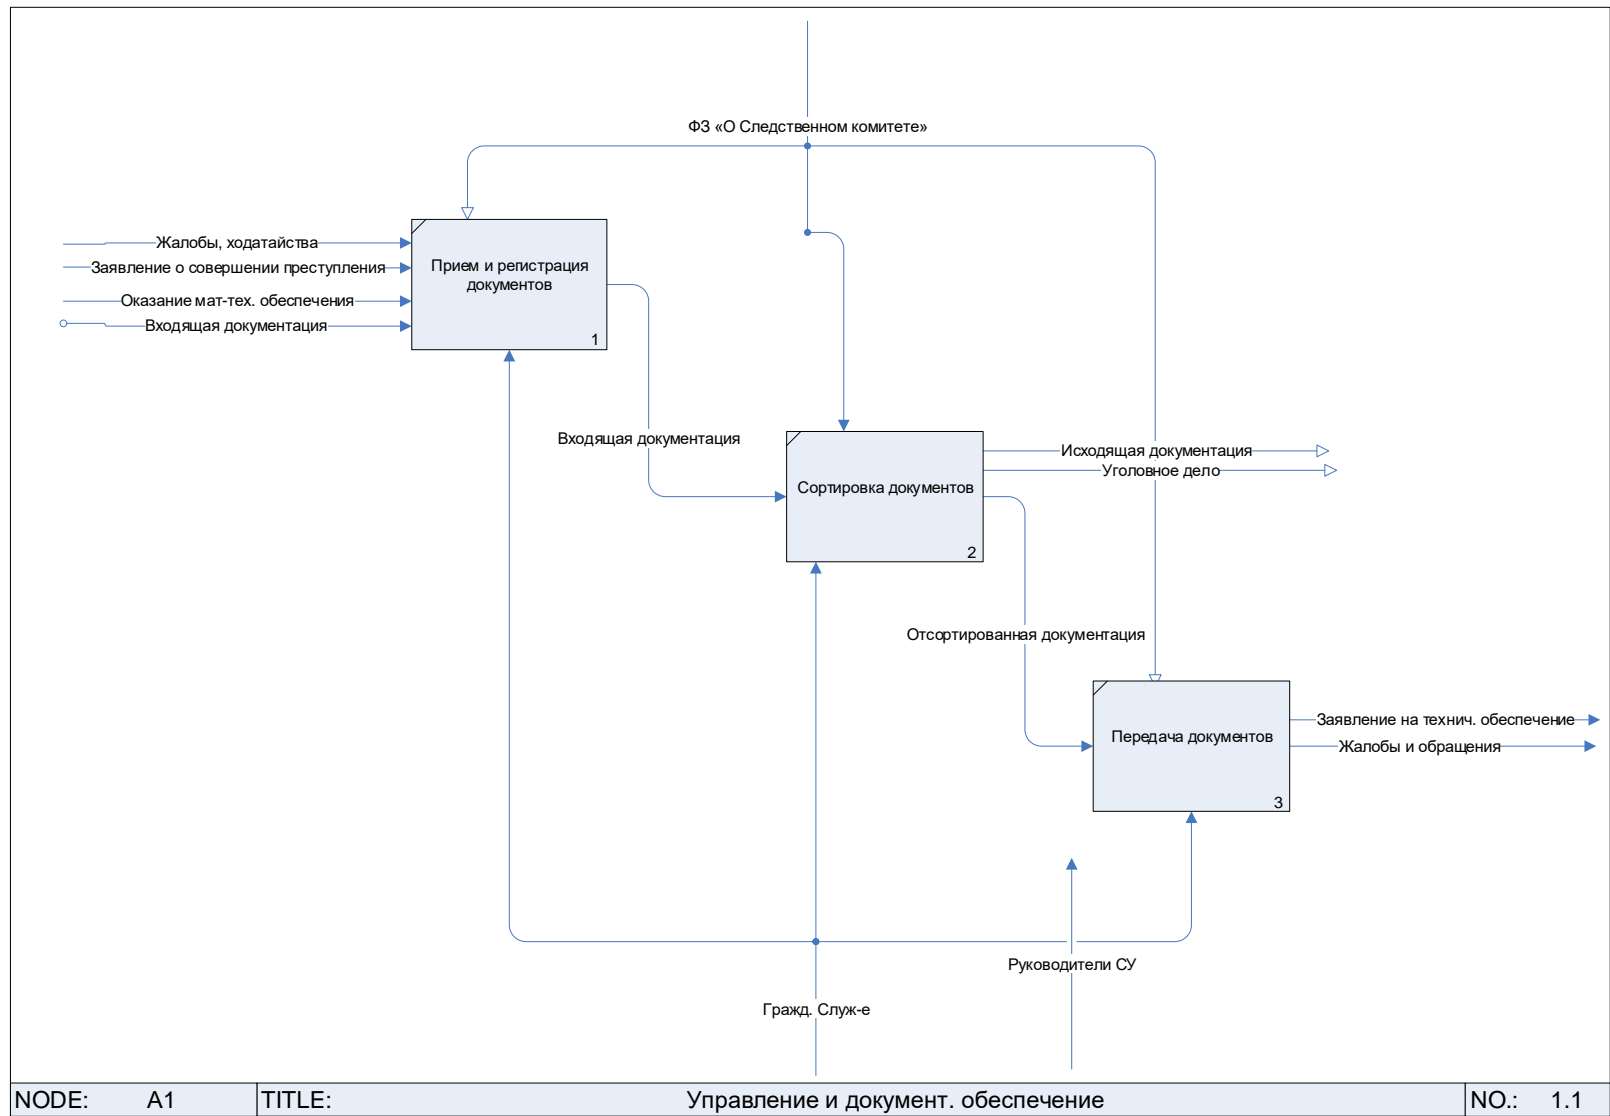 ФЗ «О Следственном комитете»
Жалобы, ходатайства
Заявление о совершении преступления
Оказание мат-тех. обеспечения
Входящая документация
Прием и регистрация
документов
1
Входящая документация
Сортировка документов
2
Исходящая документация
Уголовное дело
Отсортированная документация
Передача документов
3
Заявление на технич. обеспечение
Жалобы и обращения
Руководители СУ
Гражд. Служ-е
NODE: A1 TITLE: Управление и документ. обеспечение NO.: 1.1